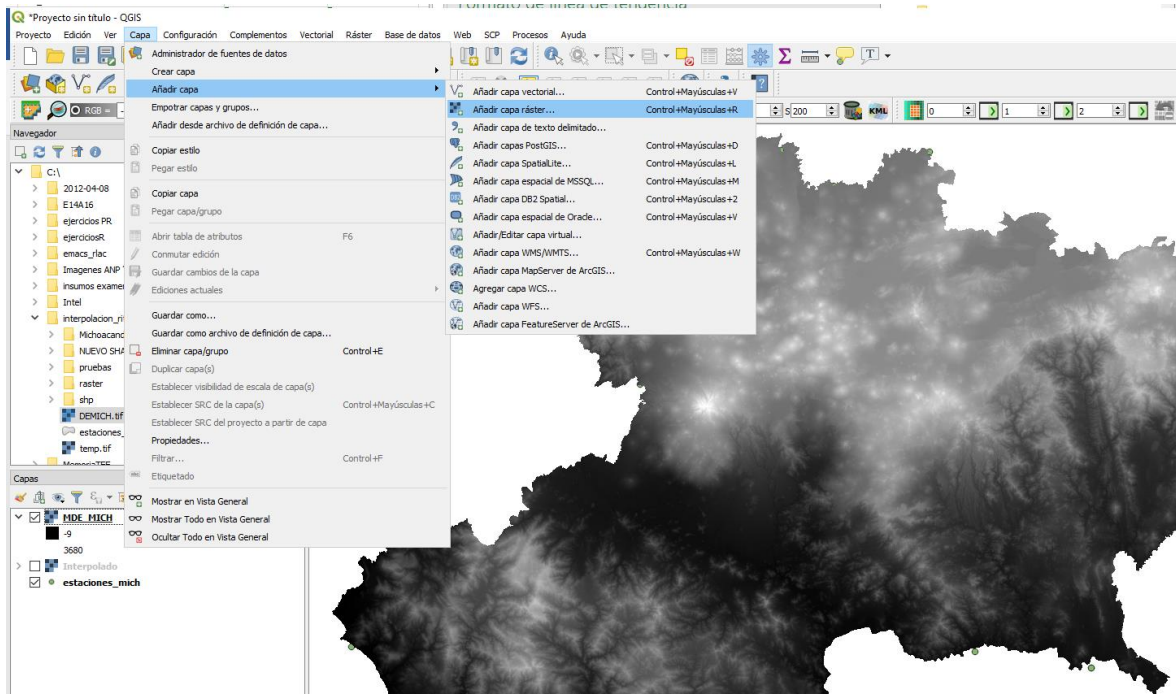 Formato de línea de tendencia
*Proyecto sin título - QGIS
Proyecto Edición Ver Capa Configuración Complementos Vectorial Ráster Base de datos Web SCP Procesos Ayuda
Administrador de fuentes de datos
Crear capa
Añadir capa
Empotrar capas y grupos...
Añadir desde archivo de definición de capa...
Copiar estilo
Pegar estilo
Copiar capa
Pegar capa/grupo
Abrir tabla de atributos F6
Conmutar edición
Guardar cambios de la capa
Ediciones actuales
Guardar como...
Guardar como archivo de definición de capa...
Eliminar capa/grupo Control+E
Duplicar capa(s)
Establecer visibilidad de escala de capa(s)
Establecer SRC de la capa(s) Control+Mayúsculas+C
Establecer SRC del proyecto a partir de capa
Propiedades...
Filtrar... Control+F
Etiquetado
Mostrar en Vista General
Mostrar Todo en Vista General
Ocultar Todo en Vista General
Añadir capa vectorial... Control+Mayúsculas+V
Añadir capa ráster... Control+Mayúsculas+R
Añadir capa de texto delimitado...
Añadir capas PostGIS... Control+Mayúsculas+D
Añadir capa SpatiaLite... Control+Mayúsculas+L
Añadir capa espacial de MSSQL... Control+Mayúsculas+M
Añadir capa DB2 Spatial... Control+Mayúsculas+2
Añadir capa espacial de Oracle... Control+Mayúsculas+V
Añadir/Editar capa virtual...
Añadir capa WMS/WMTS... Control+Mayúsculas+W
Añadir capa MapServer de ArcGIS...
Agregar capa WCS...
Añadir capa WFS...
Añadir capa FeatureServer de ArcGIS...
RGB =
S 200
KML
0
1
2
Navegador
C:\
2012-04-08
E14A16
ejercicios PR
ejerciciosR
emacs_rlac
Imagenes ANP
insumos examen
Intel
interpolacion_ri
Michoacand
NUEVO SHA
pruebas
raster
shp
DEMICH.tif
estaciones_
temp.tif
Capas
MDE_MICH
-9
3680
Interpolado
estaciones_mich